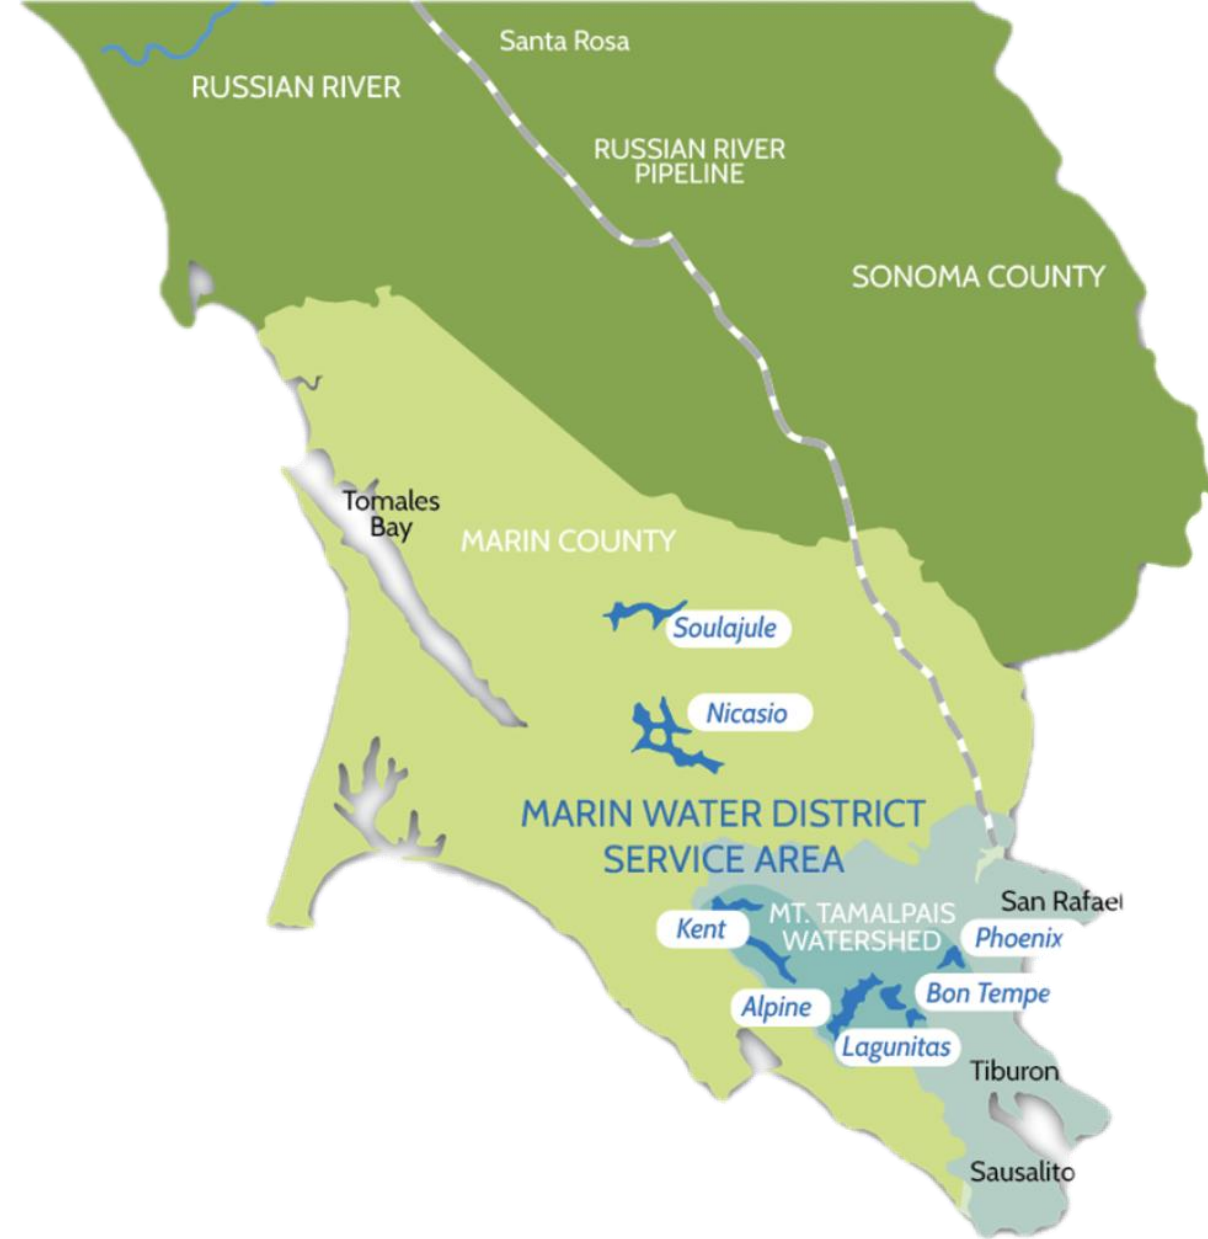 Santa Rosa
RUSSIAN RIVER
RUSSIAN RIVER
PIPELINE
SONOMA COUNTY
Tomales
Bay
MARIN COUNTY
Soulajule
Nicasio
MARIN WATER DISTRICT
SERVICE AREA
San Rafael
MT. TAMALPAIS
WATERSHED
Kent
Phoenix
Bon Tempe
Alpine
Lagunitas
Tiburon
Sausalito